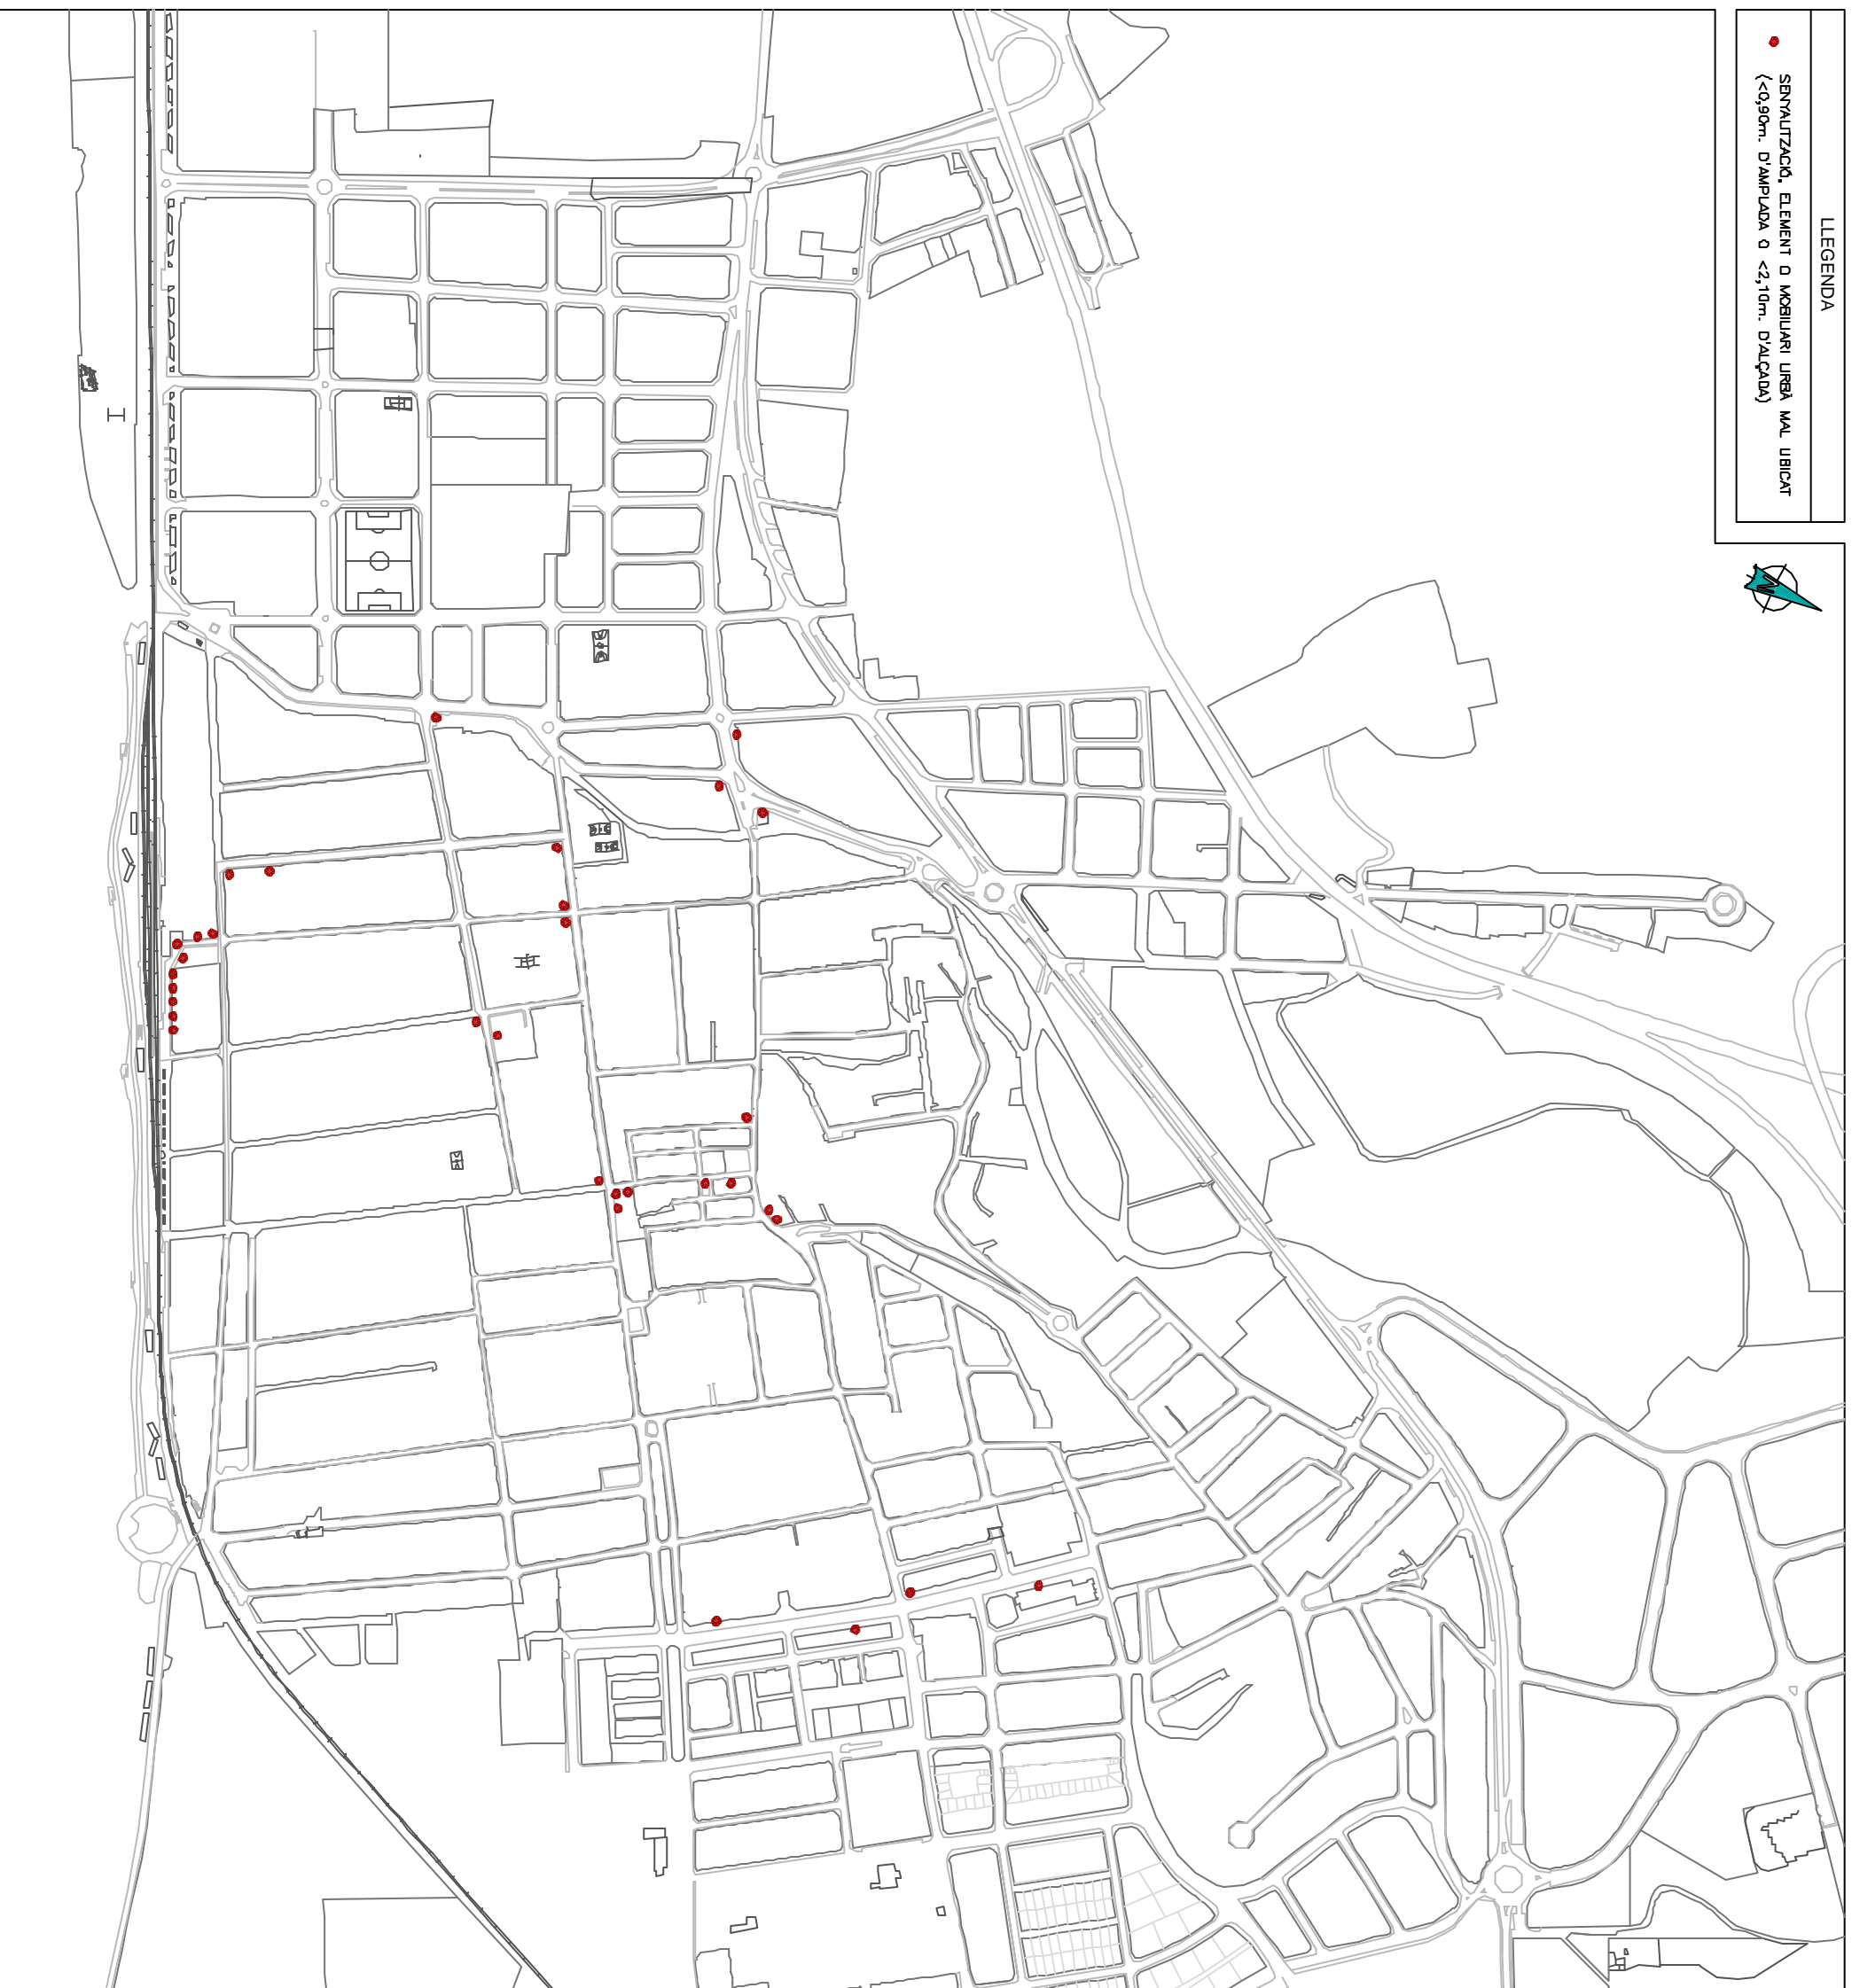 LLEGENDA
SENYALITZACIÓ, ELEMENT O MOBILIARI URBÀ MAL UBICAT
(<0,90m. D'AMPLADA O <2,10m. D'ALÇADA)
N